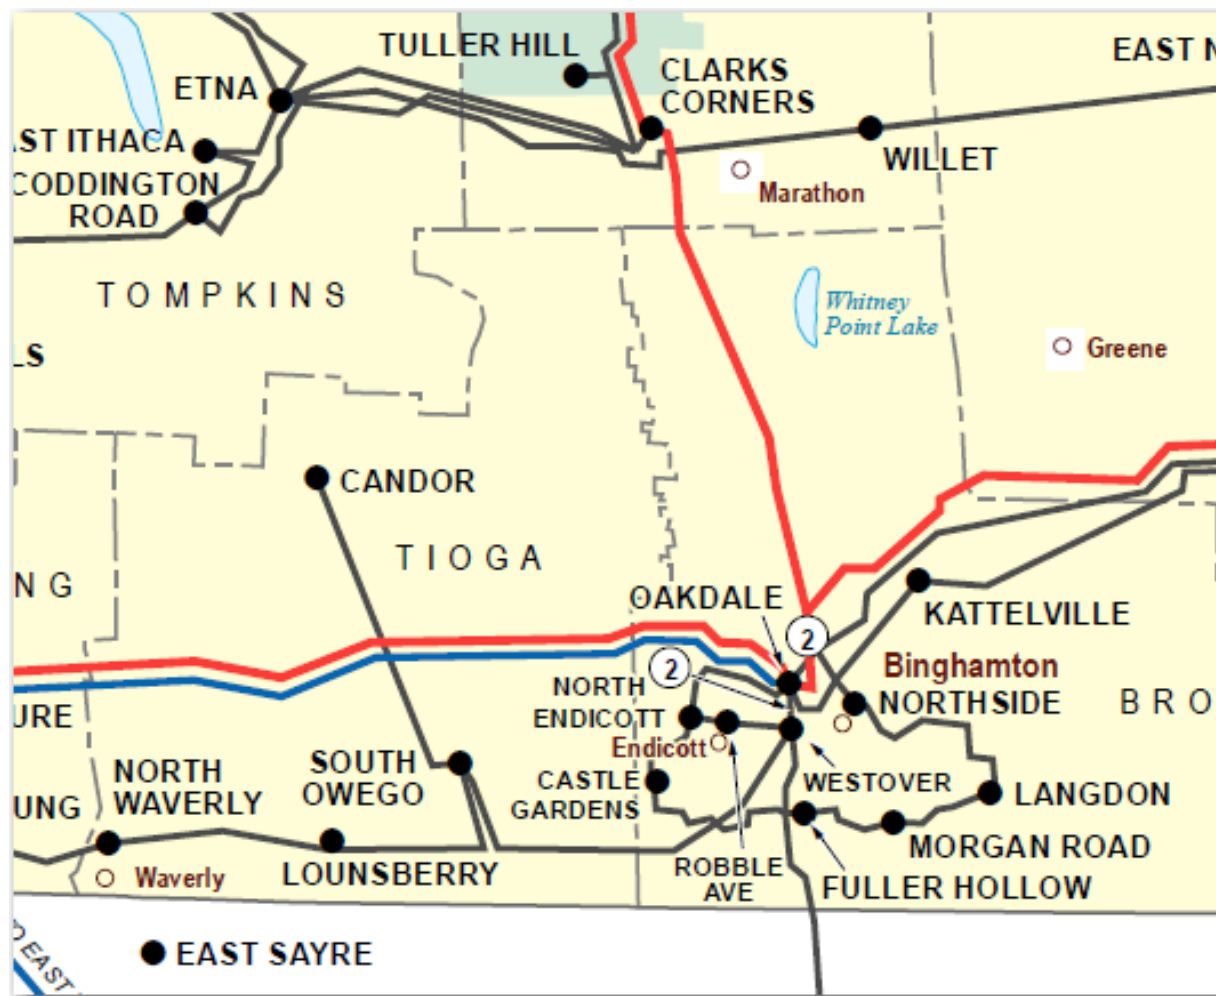 TULLER HILL
EAST N
CLARKS
CORNERS
ETNA
AST ITHACA
WILLET
CODDINGTON
ROAD
Marathon
TOMPKINS
Whitney
Point Lake
Greene
LS
CANDOR
TIOGA
NG
OAKDALE
KATTELVILLE
2
2
Binghamton
NORTH
ENDICOTT
NORTHSIDE
BRO
URE
Endicott
SOUTH
OWEGO
NORTH
WAVERLY
CASTLE
GARDENS
WESTOVER
LANGDON
UNG
MORGAN ROAD
ROBBLE
AVE
LOUNSBERRY
Waverly
FULLER HOLLOW
EAST SAYRE
EAST